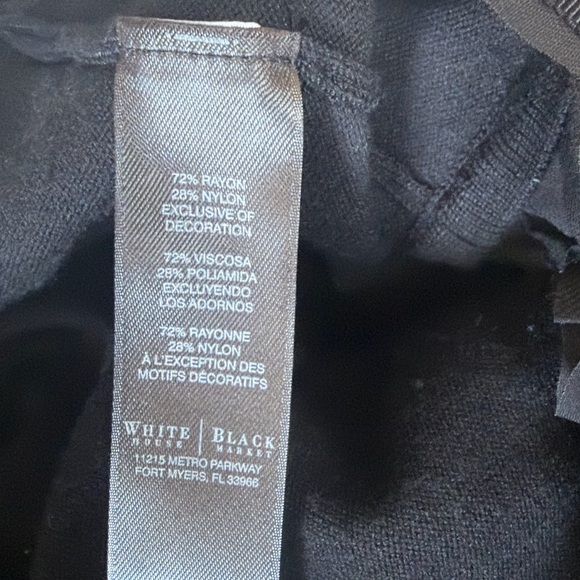 72% RAYON
28% NYLON
EXCLUSIVE OF
DECORATION
72% VISCOSA
28% POLIAMIDA
EXCLUYENDO
LOS ADORNOS
72% RAYONNE
28% NYLON
À L'EXCEPTION DES
MOTIFS DÉCORATIFS
WHITE | BLACK
HOUSE | MARKET
11215 METRO PARKWAY
FORT MYERS, FL 33966